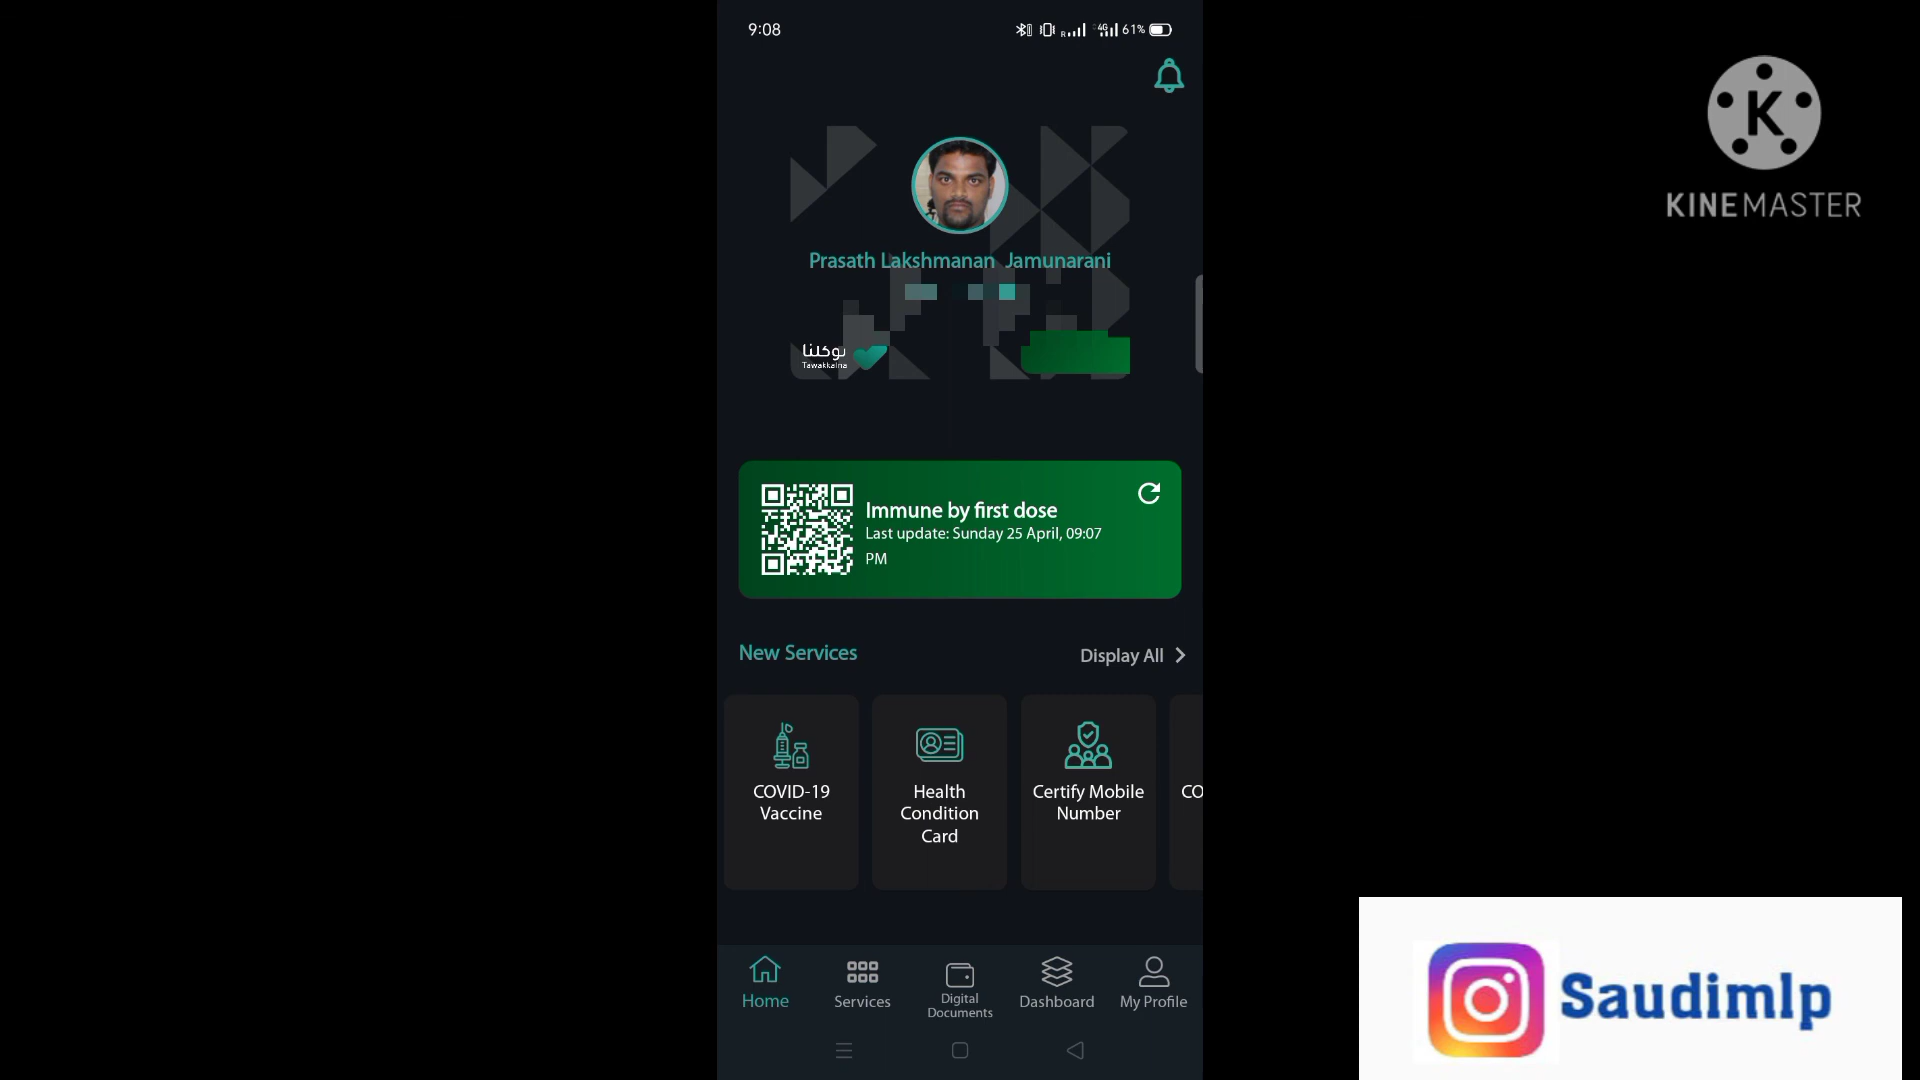 9:08
R
4G
61%
K
KINEMASTER
Prasath Lakshmanan Jamunarani
توكلنا
Tawakkalna
Immune by first dose
Last update: Sunday 25 April, 09:07
PM
New Services
Display All
COVID-19
Vaccine
Health
Condition
Card
Certify Mobile
Number
CO
Home
Services
Digital
Documents
Dashboard
My Profile
Saudimlp